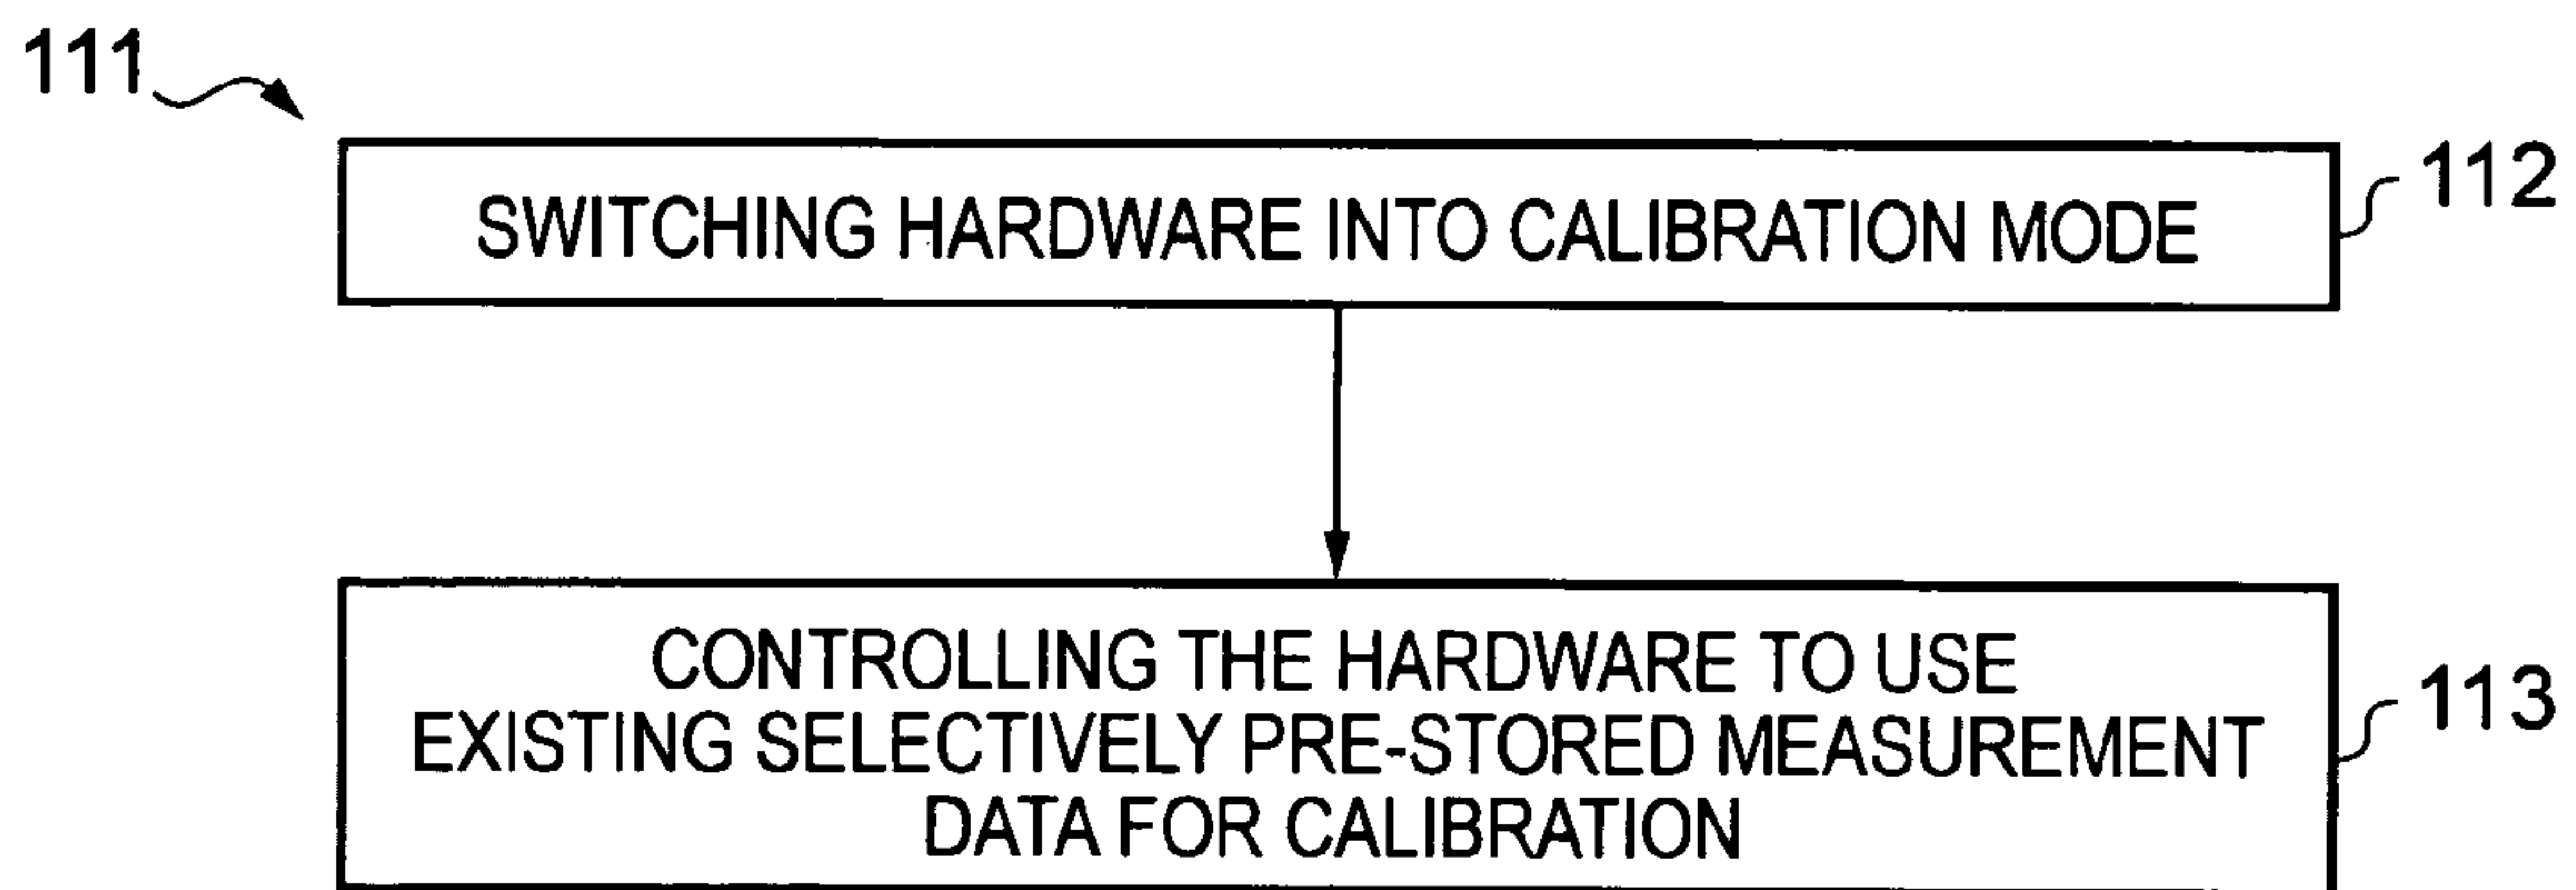 111
SWITCHING HARDWARE INTO CALIBRATION MODE
112
CONTROLLING THE HARDWARE TO USE
EXISTING SELECTIVELY PRE-STORED MEASUREMENT
DATA FOR CALIBRATION
113